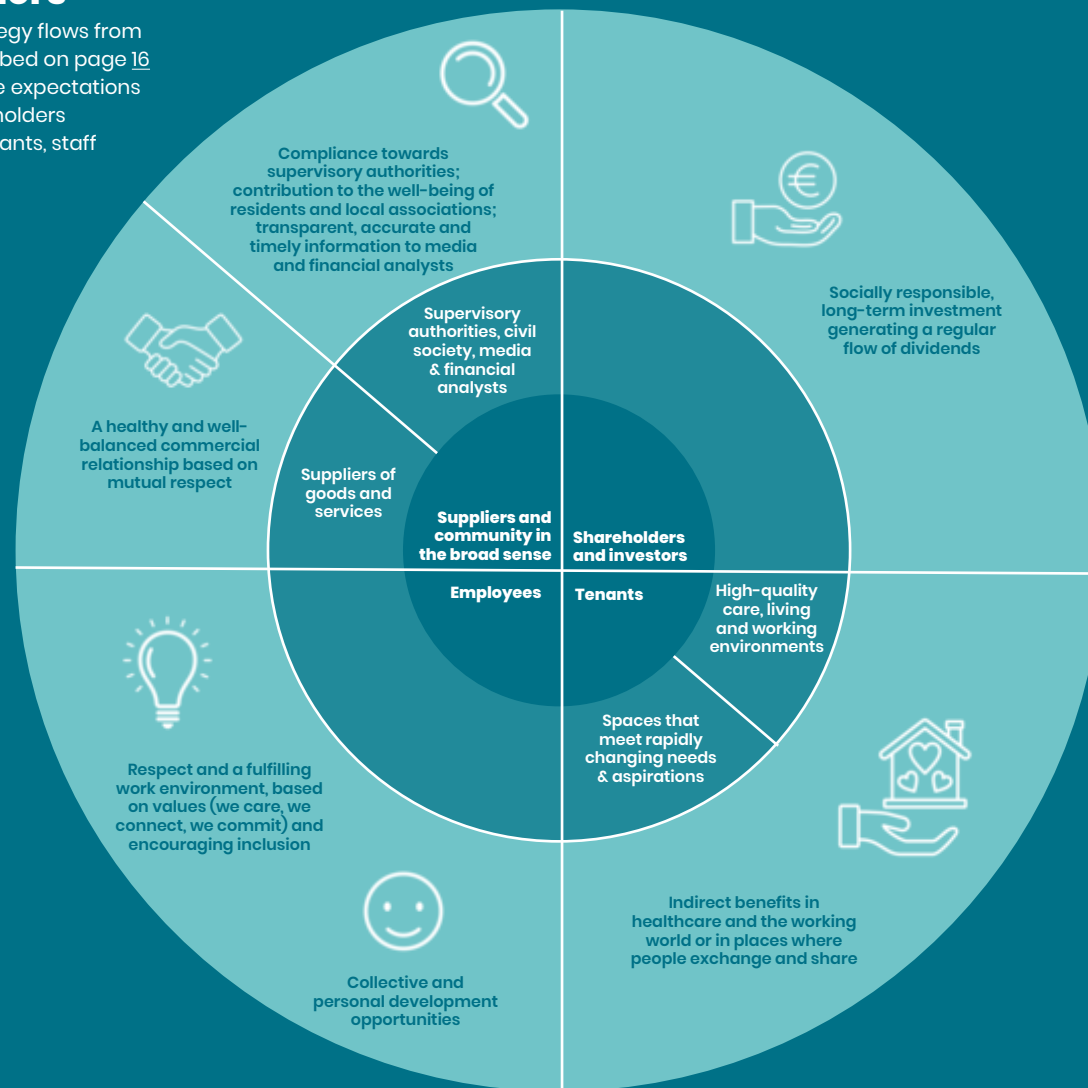 egy flows from
bed on page 16
e expectations
holders
ants, staff
Compliance towards
supervisory authorities;
contribution to the well-being of
residents and local associations;
transparent, accurate and
timely information to media
and financial analysts
Socially responsible,
long-term investment
generating a regular
flow of dividends
Supervisory
authorities, civil
society, media
& financial
analysts
A healthy and well-
balanced commercial
relationship based on
mutual respect
Suppliers of
goods and
services
Suppliers and
community in
the broad sense
Shareholders
and investors
Employees
Tenants
High-quality
care, living
and working
environments
Spaces that
meet rapidly
changing needs
& aspirations
Respect and a fulfilling
work environment, based
on values (we care, we
connect, we commit) and
encouraging inclusion
Indirect benefits in
healthcare and the working
world or in places where
people exchange and share
Collective and
personal development
opportunities